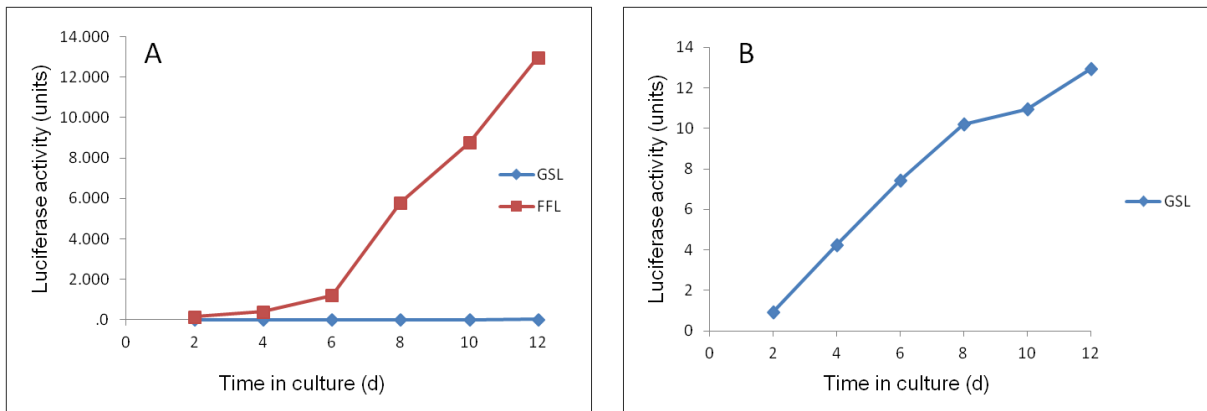 A
Luciferase activity (units)
14.000
12.000
10.000
8.000
6.000
4.000
2.000
.0
0 2 4 6 8 10 12
Time in culture (d)
GSL
FFL
B
Luciferase activity (units)
14
12
10
8
6
4
2
0
0 2 4 6 8 10 12
Time in culture (d)
GSL